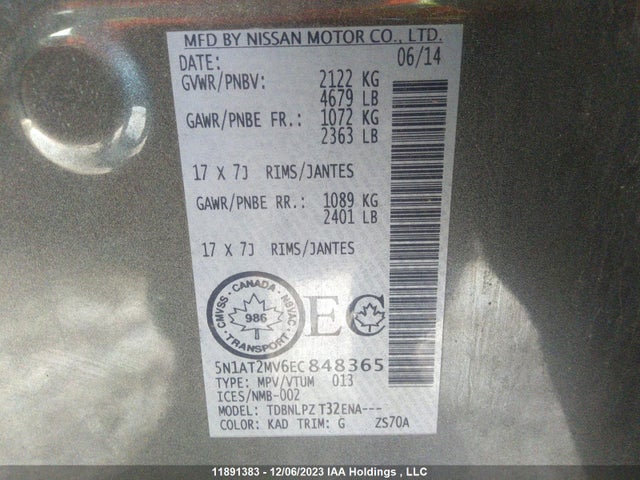 MFD BY NISSAN MOTOR CO., LTD.
DATE: 06/14
GVWR/PNBV: 2122 KG
4679 LB
GAWR/PNBE FR.: 1072 KG
2363 LB
17 X 7J RIMS/JANTES
GAWR/PNBE RR.: 1089 KG
2401 LB
17 X 7J RIMS/JANTES
CMVSS · CANADA · NSVAC
986
TRANSPORT
EC
5N1AT2MV6EC848365
TYPE: MPV/VTUM 013
ICES/NMB-002
MODEL: TDBNLPZ T32ENA---
COLOR: KAD TRIM: G ZS70A
11891383 - 12/06/2023 IAA Holdings , LLC